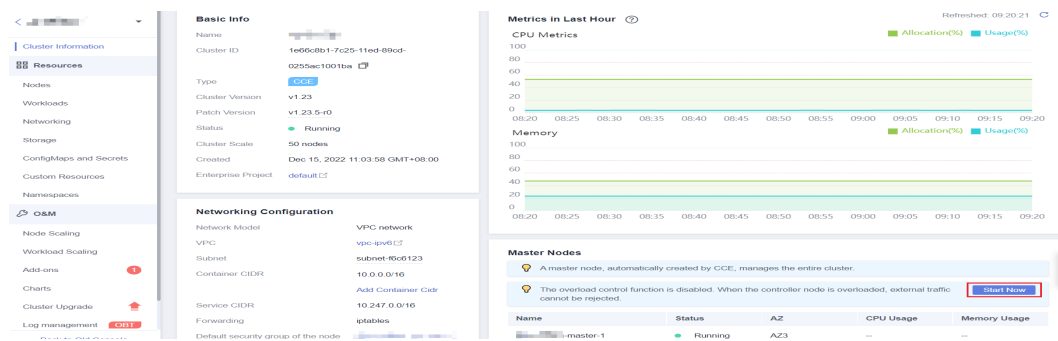 Cluster Information
Resources
Nodes
Workloads
Networking
Storage
ConfigMaps and Secrets
Custom Resources
Namespaces
O&M
Node Scaling
Workload Scaling
Add-ons 1
Charts
Cluster Upgrade
Log management OBT
Basic Info
Name
Cluster ID 1e66c8b1-7c25-11ed-89cd-
0255ac1001ba
Type CCE
Cluster Version v1.23
Patch Version v1.23.5-r0
Status Running
Cluster Scale 50 nodes
Created Dec 15, 2022 11:03:58 GMT+08:00
Enterprise Project default
Networking Configuration
Network Model VPC network
VPC vpc-ipv6
Subnet subnet-f6c6123
Container CIDR 10.0.0.0/16
Add Container Cidr
Service CIDR 10.247.0.0/16
Forwarding iptables
Default security group of the node
Metrics in Last Hour ?
Refreshed: 09:20:21
CPU Metrics
Allocation(%) Usage(%)
100
80
60
40
20
0
08:20 08:25 08:30 08:35 08:40 08:45 08:50 08:55 09:00 09:05 09:10 09:15 09:20
Memory
Allocation(%) Usage(%)
100
80
60
40
20
0
08:20 08:25 08:30 08:35 08:40 08:45 08:50 08:55 09:00 09:05 09:10 09:15 09:20
Master Nodes
A master node, automatically created by CCE, manages the entire cluster.
The overload control function is disabled. When the controller node is overloaded, external traffic
cannot be rejected.
Start Now
Name Status AZ CPU Usage Memory Usage
-master-1 Running AZ3 -- --